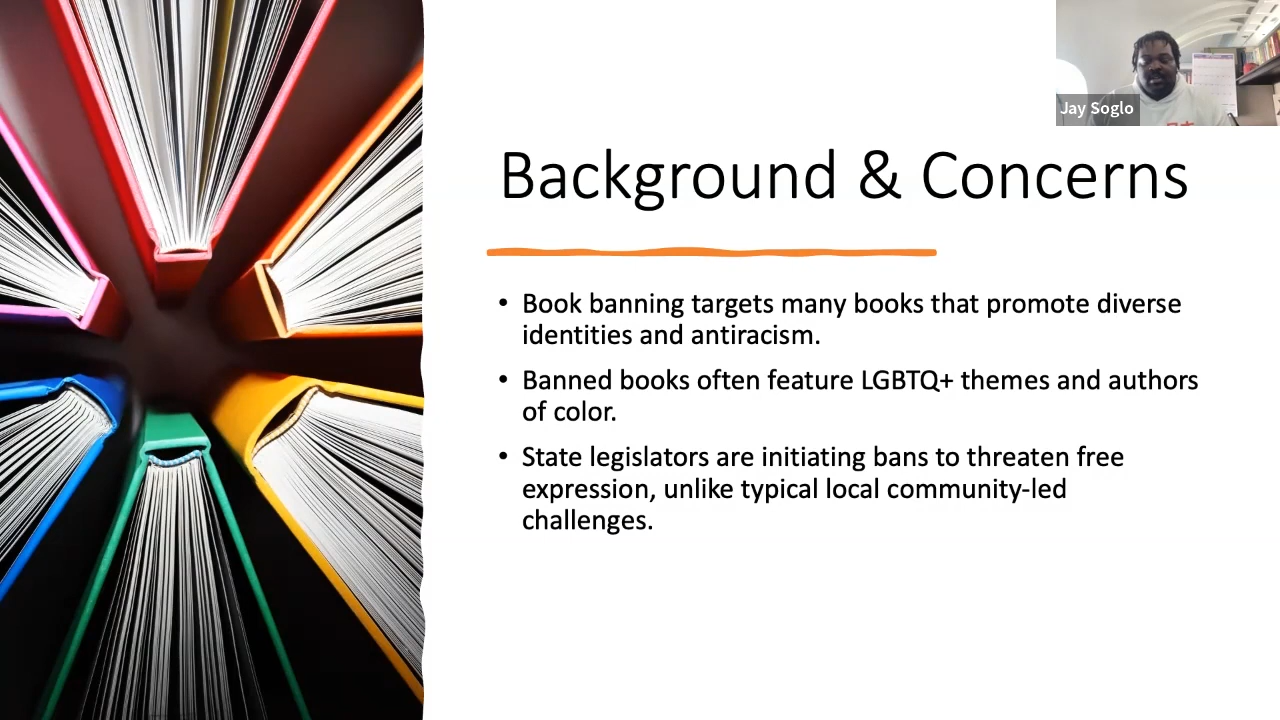 Jay Soglo
Background & Concerns
• Book banning targets many books that promote diverse
identities and antiracism.
• Banned books often feature LGBTQ+ themes and authors
of color.
• State legislators are initiating bans to threaten free
expression, unlike typical local community-led
challenges.